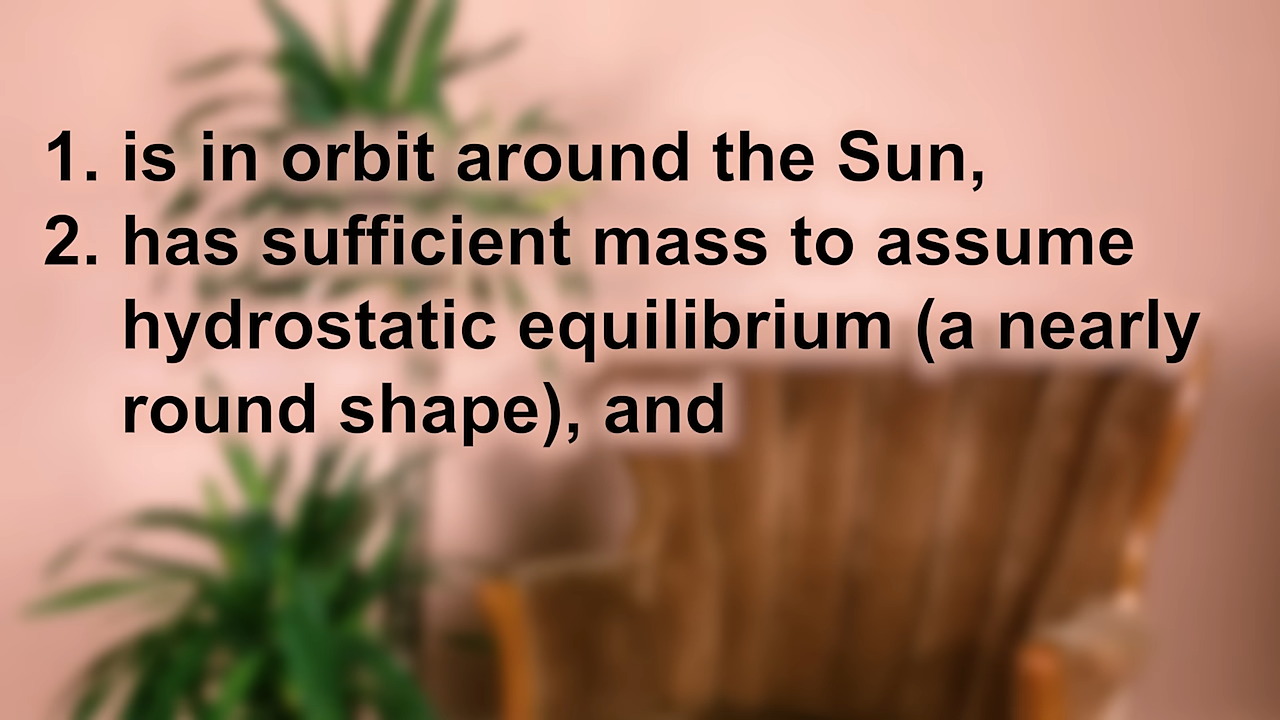 1. is in orbit around the Sun,
2. has sufficient mass to assume
hydrostatic equilibrium (a nearly
round shape), and